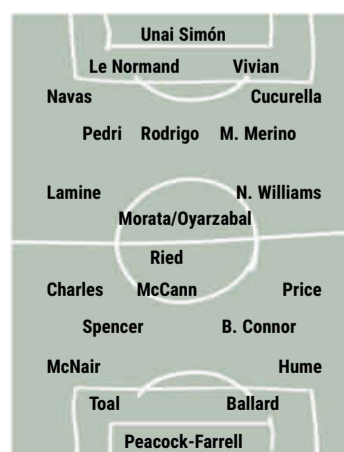 Unai Simón
Le Normand Vivian
Navas Cucurella
Pedri Rodrigo M. Merino
Lamine N. Williams
Morata/Oyarzabal
Ried
Charles McCann Price
Spencer B. Connor
McNair Hume
Toal Ballard
Peacock-Farrell